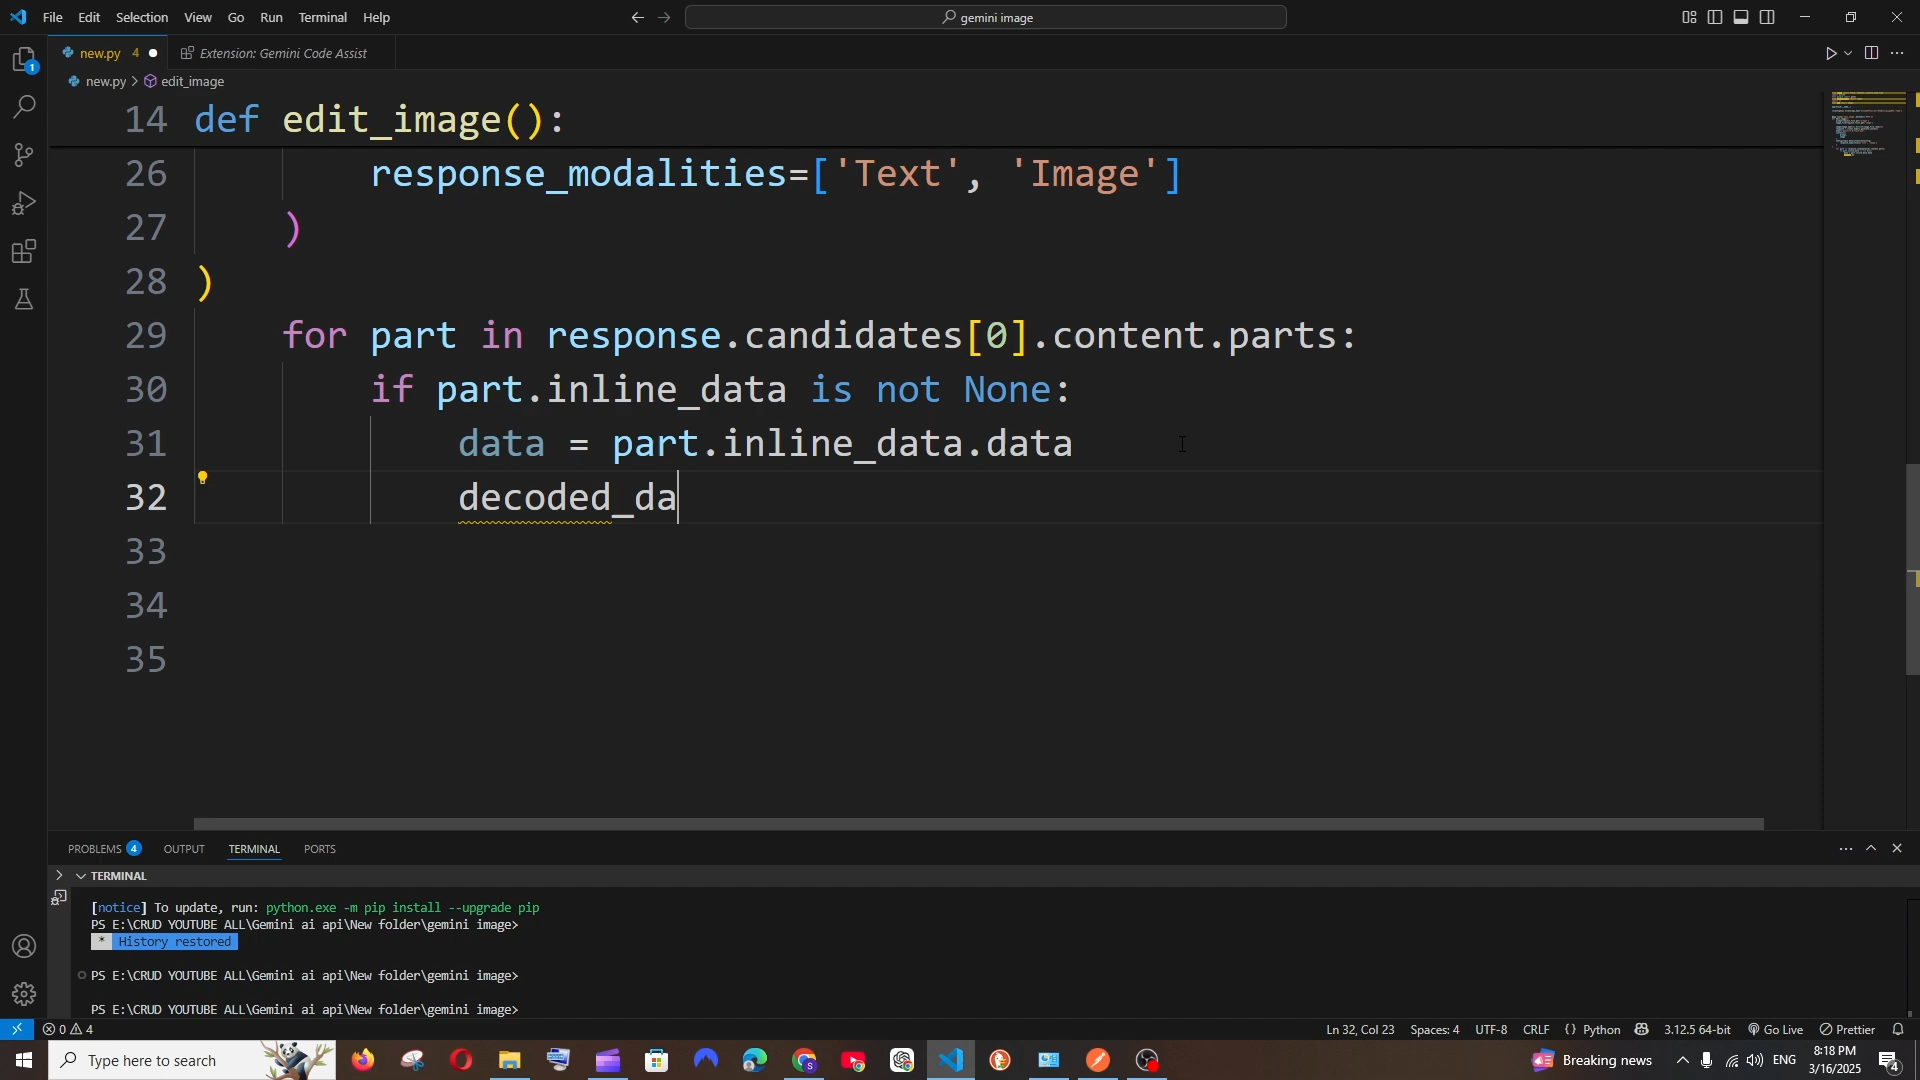 File Edit Selection View Go Run Terminal Help
gemini image
new.py 4
Extension: Gemini Code Assist
new.py > edit_image
14 def edit_image():
26 response_modalities=['Text', 'Image']
27 )
28 )
29 for part in response.candidates[0].content.parts:
30 if part.inline_data is not None:
31 data = part.inline_data.data
32 decoded_da
33
34
35
PROBLEMS 4 OUTPUT TERMINAL PORTS
TERMINAL
[notice] To update, run: python.exe -m pip install --upgrade pip
PS E:\CRUD YOUTUBE ALL\Gemini ai api\New folder\gemini image>
* History restored
PS E:\CRUD YOUTUBE ALL\Gemini ai api\New folder\gemini image>
PS E:\CRUD YOUTUBE ALL\Gemini ai api\New folder\gemini image>
0 4 Ln 32, Col 23 Spaces: 4 UTF-8 CRLF {} Python 3.12.5 64-bit Go Live Prettier
Type here to search
Breaking news ENG 8:18 PM
3/16/2025 4